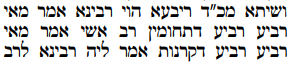 ושיתא מכ"ד ריבעא הוי רבינא אמר מאי
רביע רביע דתחומין רב אשי אמר מאי
רביע רביע דקרנות אמר ליה רבינא לרב